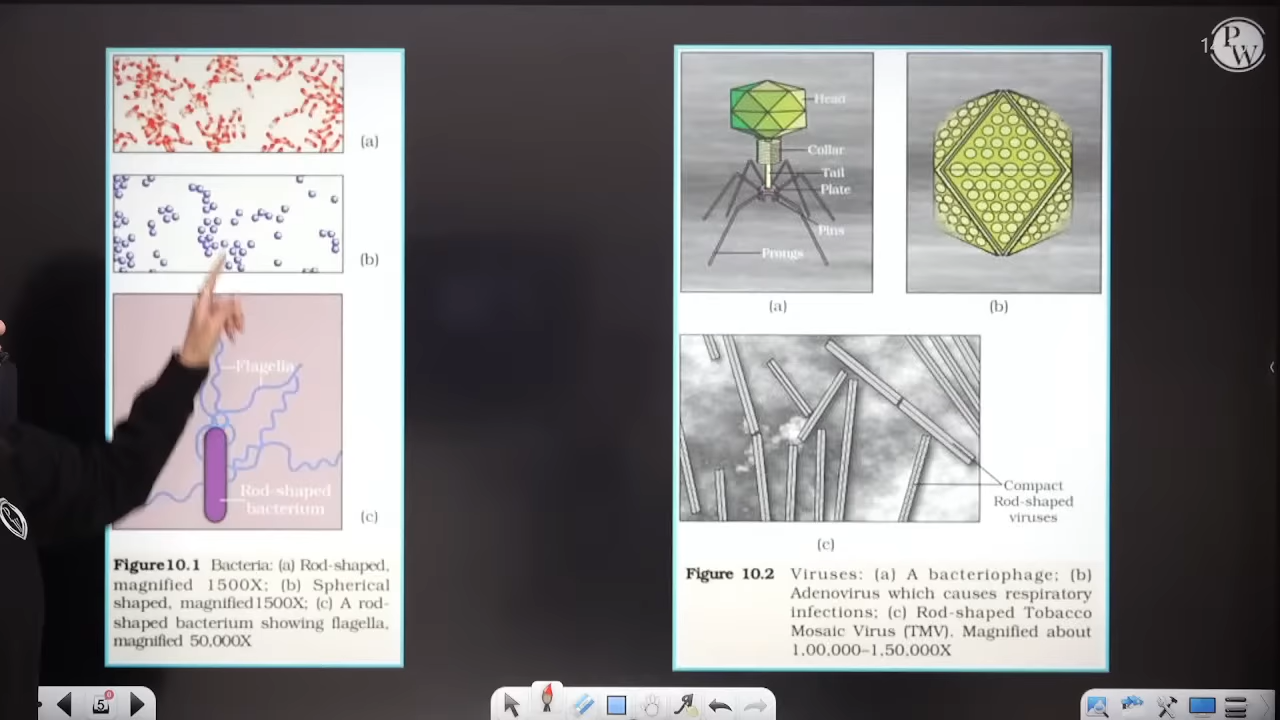 (a)
(b)
Flagella
Rod-shaped
bacterium
(c)
Figure10.1 Bacteria: (a) Rod-shaped,
magnified 1500X; (b) Spherical
shaped, magnified1500X; (c) A rod-
shaped bacterium showing flagella,
magnified 50,000X
Head
Collar
Tail
Plate
Pins
Prongs
(a)
(b)
Compact
Rod-shaped
viruses
(c)
Figure 10.2 Viruses: (a) A bacteriophage; (b)
Adenovirus which causes respiratory
infections; (c) Rod-shaped Tobacco
Mosaic Virus (TMV). Magnified about
1,00,000–1,50,000X
PW
5